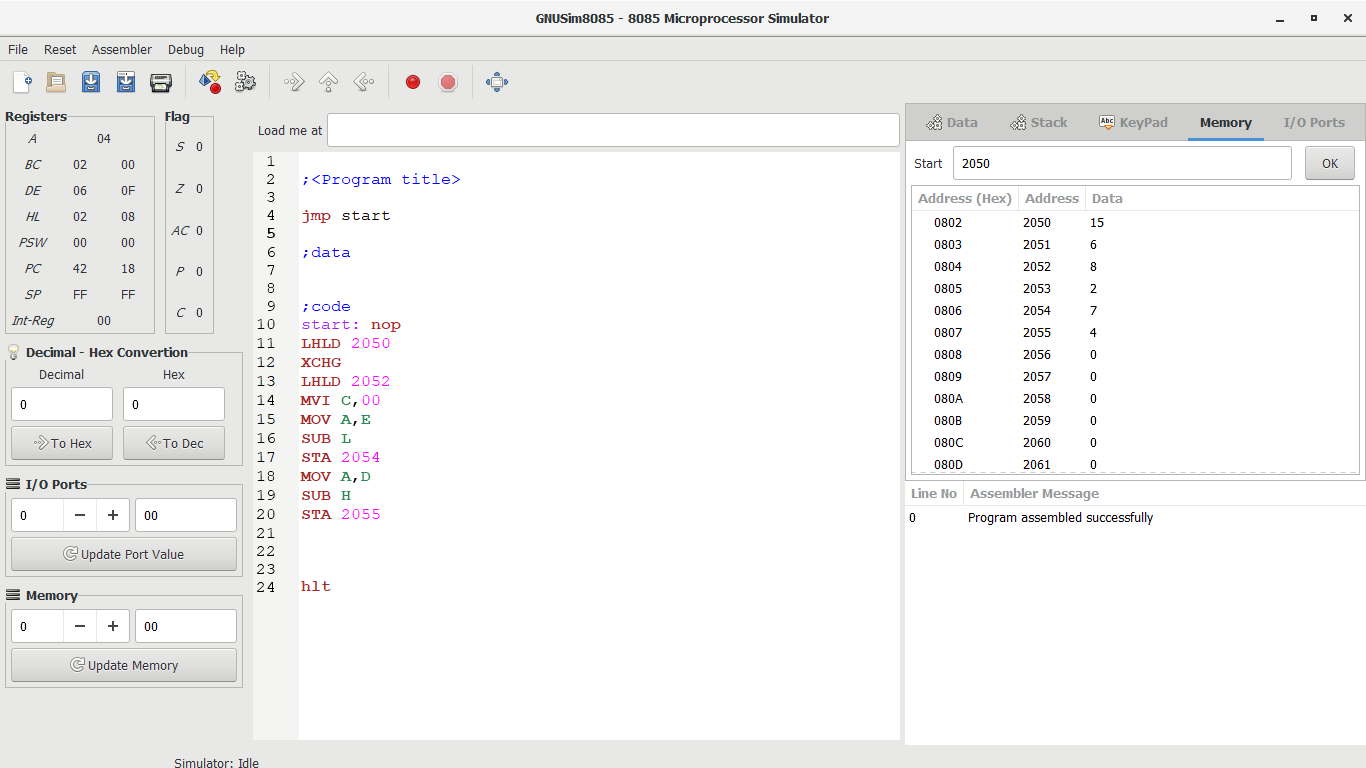 GNUSim8085 - 8085 Microprocessor Simulator
File Reset Assembler Debug Help
Registers
A 04
BC 02 00
DE 06 0F
HL 02 08
PSW 00 00
PC 42 18
SP FF FF
Int-Reg 00
Flag
S 0
Z 0
AC 0
P 0
C 0
Decimal - Hex Convertion
Decimal Hex
0 0
To Hex To Dec
I/O Ports
0 − + 00
Update Port Value
Memory
0 − + 00
Update Memory
Load me at
1
2 ;<Program title>
3
4 jmp start
5
6 ;data
7
8
9 ;code
10 start: nop
11 LHLD 2050
12 XCHG
13 LHLD 2052
14 MVI C,00
15 MOV A,E
16 SUB L
17 STA 2054
18 MOV A,D
19 SUB H
20 STA 2055
21
22
23
24 hlt
Data Stack Abc KeyPad Memory I/O Ports
Start 2050 OK
Address (Hex) Address Data
0802 2050 15
0803 2051 6
0804 2052 8
0805 2053 2
0806 2054 7
0807 2055 4
0808 2056 0
0809 2057 0
080A 2058 0
080B 2059 0
080C 2060 0
080D 2061 0
Line No Assembler Message
0 Program assembled successfully
Simulator: Idle